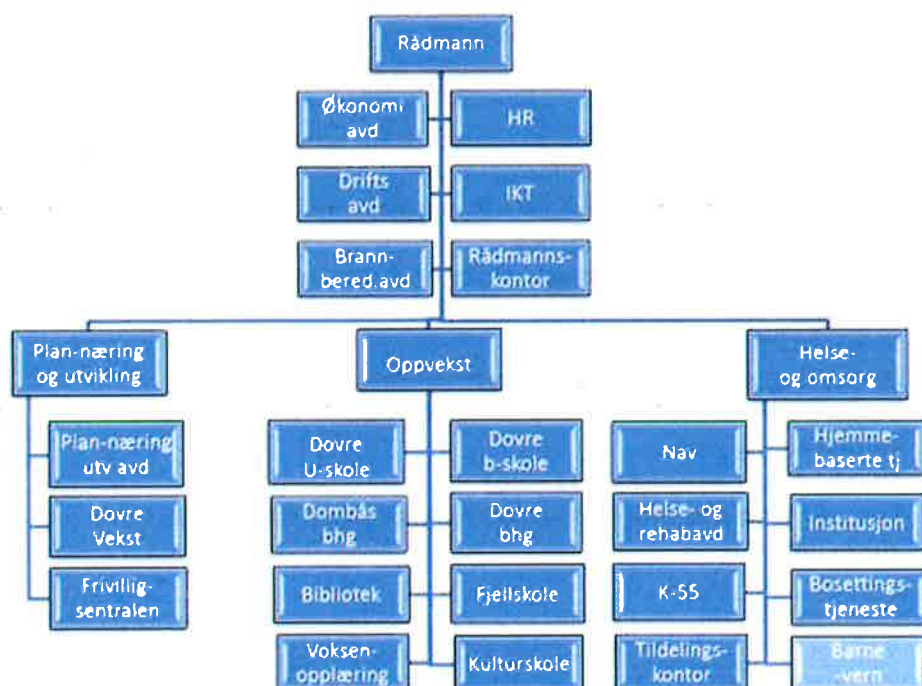 Rådmann
Økonomi
avd
HR
Drifts
avd
IKT
Brann-
bered.avd
Rådmanns-
kontor
Plan-næring
og utvikling
Oppvekst
Helse-
og omsorg
Plan-næring
utv avd
Dovre
Vekst
Frivillig-
sentralen
Dovre
U-skole
Dovre
b-skole
Dombås
bhg
Dovre
bhg
Bibliotek
Fjellskole
Voksen-
opplæring
Kulturskole
Nav
Hjemme-
baserte tj
Helse- og
rehabavd
Institusjon
K-55
Bosettings-
tjeneste
Tildelings-
kontor
Barne
-vern